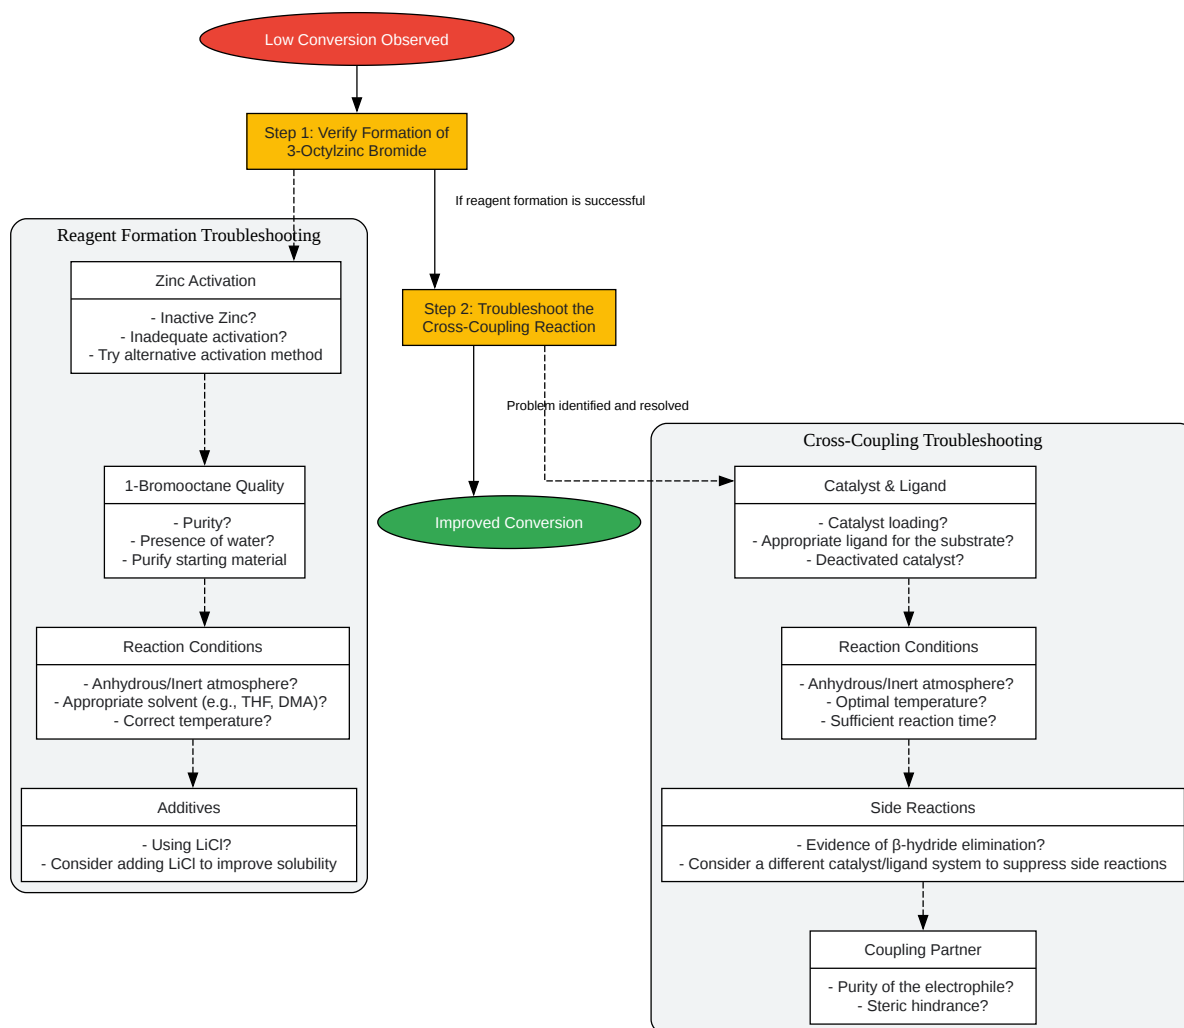 Low Conversion Observed
Step 1: Verify Formation of
3-Octylzinc Bromide
If reagent formation is successful
Reagent Formation Troubleshooting
Zinc Activation
- Inactive Zinc?
- Inadequate activation?
- Try alternative activation method
1-Bromooctane Quality
- Purity?
- Presence of water?
- Purify starting material
Reaction Conditions
- Anhydrous/Inert atmosphere?
- Appropriate solvent (e.g., THF, DMA)?
- Correct temperature?
Additives
- Using LiCl?
- Consider adding LiCl to improve solubility
Step 2: Troubleshoot the
Cross-Coupling Reaction
Problem identified and resolved
Improved Conversion
Cross-Coupling Troubleshooting
Catalyst & Ligand
- Catalyst loading?
- Appropriate ligand for the substrate?
- Deactivated catalyst?
Reaction Conditions
- Anhydrous/Inert atmosphere?
- Optimal temperature?
- Sufficient reaction time?
Side Reactions
- Evidence of β-hydride elimination?
- Consider a different catalyst/ligand system to suppress side reactions
Coupling Partner
- Purity of the electrophile?
- Steric hindrance?